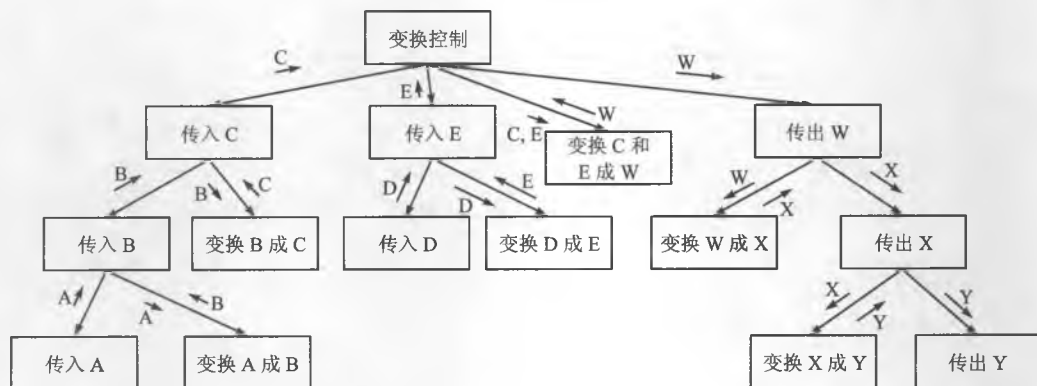 变换控制
C
E
W
C, E
W
传入 C
传入 E
变换 C 和
E 成 W
传出 W
B
B
C
D
D
E
W
X
X
传入 B
变换 B 成 C
传入 D
变换 D 成 E
变换 W 成 X
传出 X
A
A
B
X
Y
Y
传入 A
变换 A 成 B
变换 X 成 Y
传出 Y